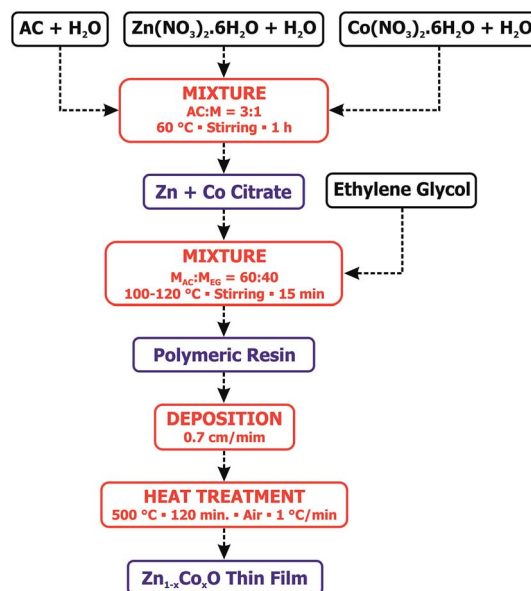 AC + H₂O
Zn(NO₃)₂.6H₂O + H₂O
Co(NO₃)₂.6H₂O + H₂O
MIXTURE
AC:M = 3:1
60 °C ▪ Stirring ▪ 1 h
Zn + Co Citrate
Ethylene Glycol
MIXTURE
M_AC:M_EG = 60:40
100-120 °C ▪ Stirring ▪ 15 min
Polymeric Resin
DEPOSITION
0.7 cm/mim
HEAT TREATMENT
500 °C ▪ 120 min. ▪ Air ▪ 1 °C/min
Zn₁₋ₓCoₓO Thin Film